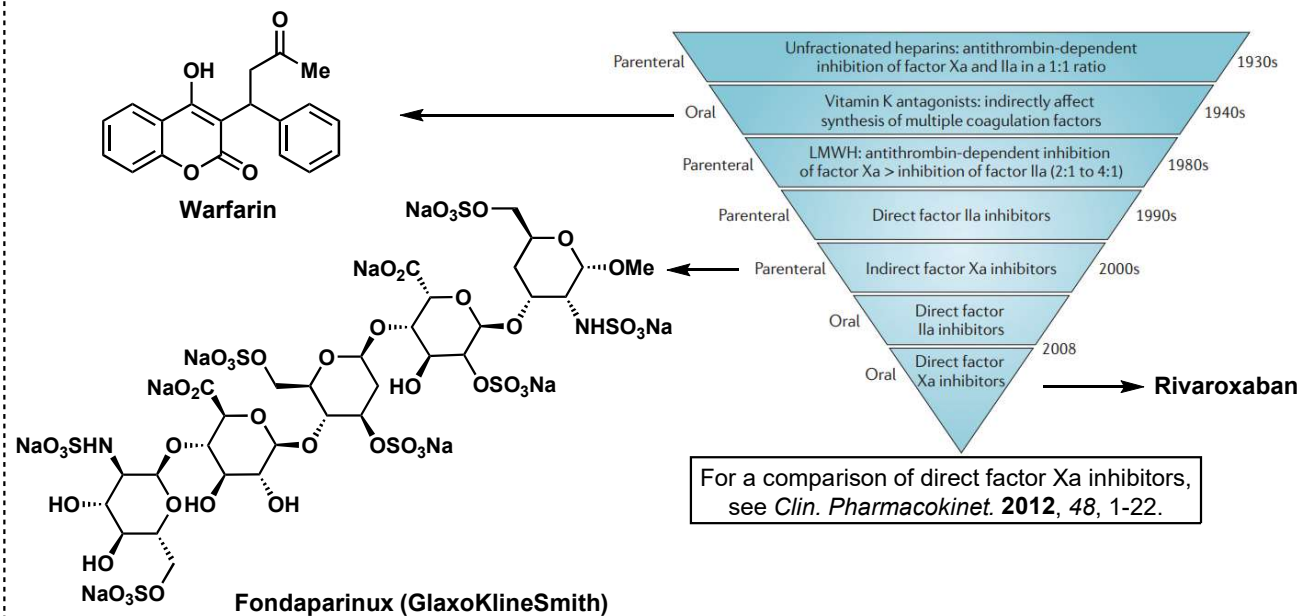 O
OH
Me
O
O
Warfarin
NaO3SO
O
OMe
NaO2C
O
NHSO3Na
O
O
HO
OSO3Na
NaO3SO
O
NaO2C
O
O
OSO3Na
NaO3SHN
O
HO
O
HO
OH
HO
NaO3SO
Fondaparinux (GlaxoKlineSmith)
Parenteral
Unfractionated heparins: antithrombin-dependent
inhibition of factor Xa and IIa in a 1:1 ratio
1930s
Oral
Vitamin K antagonists: indirectly affect
synthesis of multiple coagulation factors
1940s
Parenteral
LMWH: antithrombin-dependent inhibition
of factor Xa > inhibition of factor IIa (2:1 to 4:1)
1980s
Parenteral
Direct factor IIa inhibitors
1990s
Parenteral
Indirect factor Xa inhibitors
2000s
Oral
Direct factor
IIa inhibitors
2008
Oral
Direct factor
Xa inhibitors
Rivaroxaban
For a comparison of direct factor Xa inhibitors,
see Clin. Pharmacokinet. 2012, 48, 1-22.